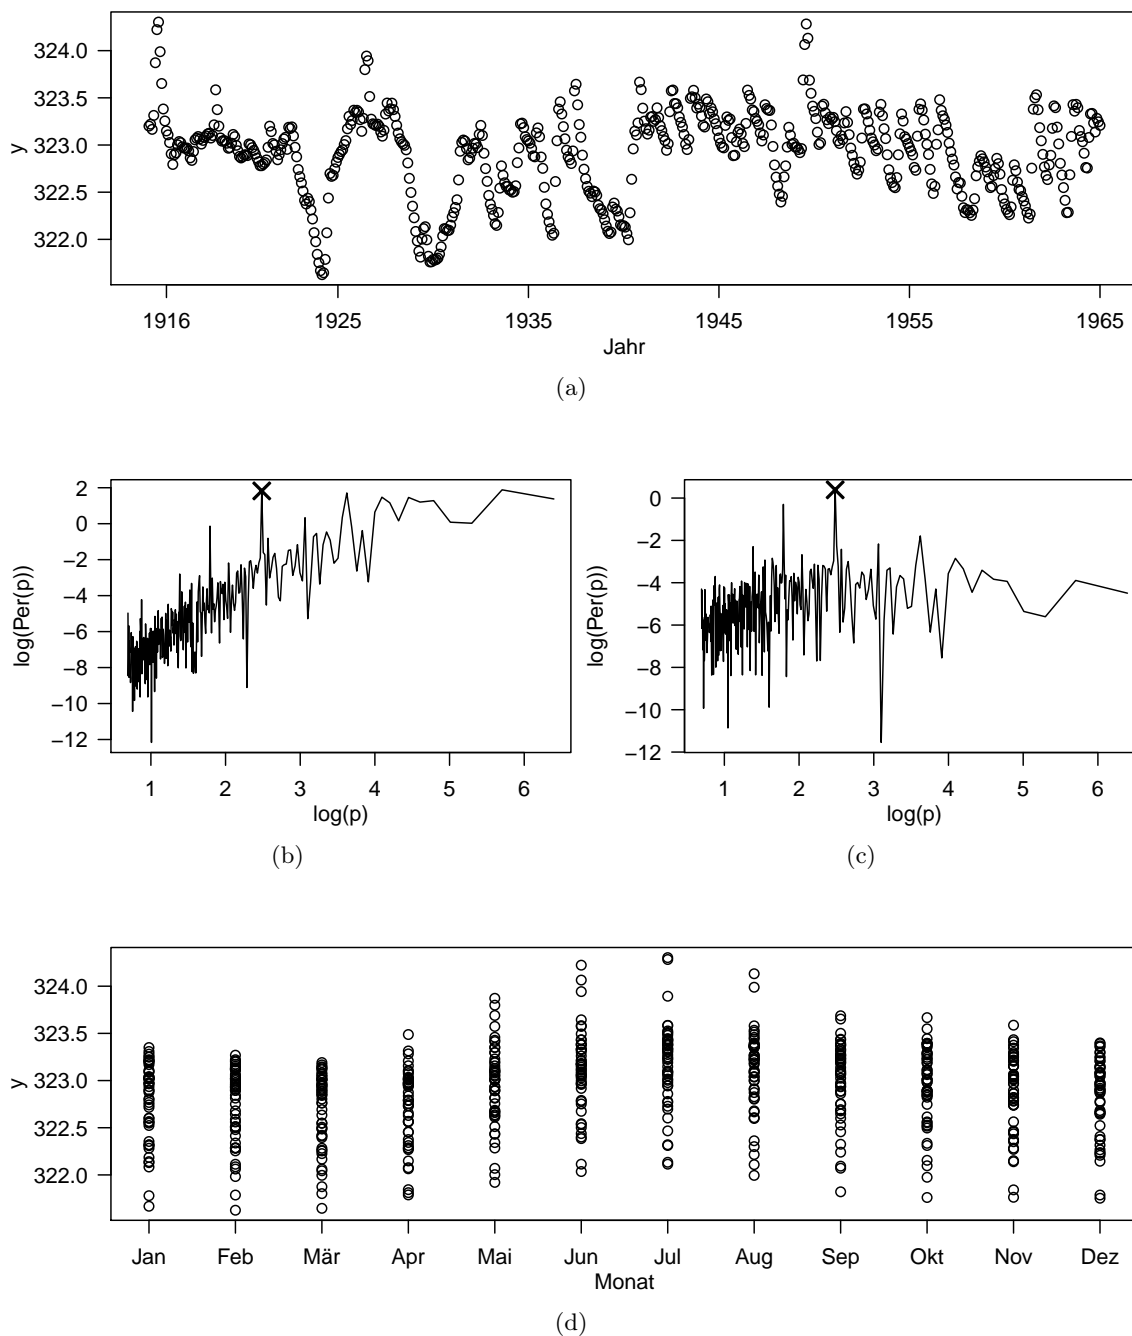 324.0
323.5
323.0
322.5
322.0
y
1916 1925 1935 1945 1955 1965
Jahr
(a)
2
0
−2
−4
−6
−8
−10
−12
log(Per(p))
1 2 3 4 5 6
log(p)
(b)
0
−2
−4
−6
−8
−10
−12
log(Per(p))
1 2 3 4 5 6
log(p)
(c)
324.0
323.5
323.0
322.5
322.0
y
Jan Feb Mär Apr Mai Jun Jul Aug Sep Okt Nov Dez
Monat
(d)